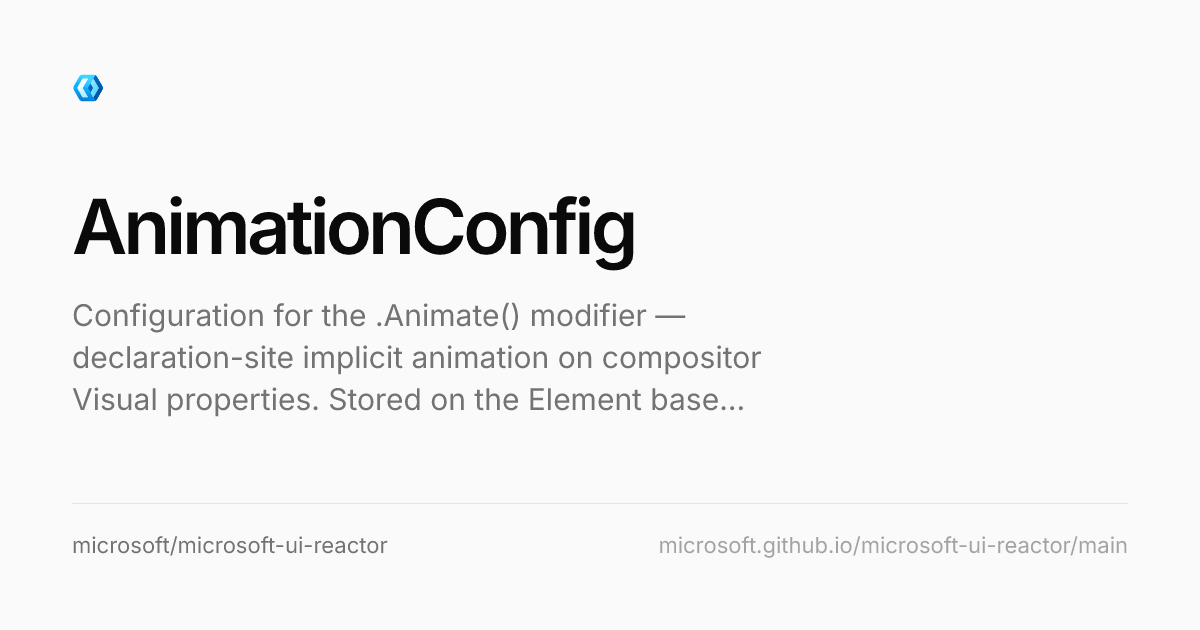 AnimationConfig
Configuration for the .Animate() modifier —
declaration-site implicit animation on compositor
Visual properties. Stored on the Element base...
microsoft/microsoft-ui-reactor
microsoft.github.io/microsoft-ui-reactor/main